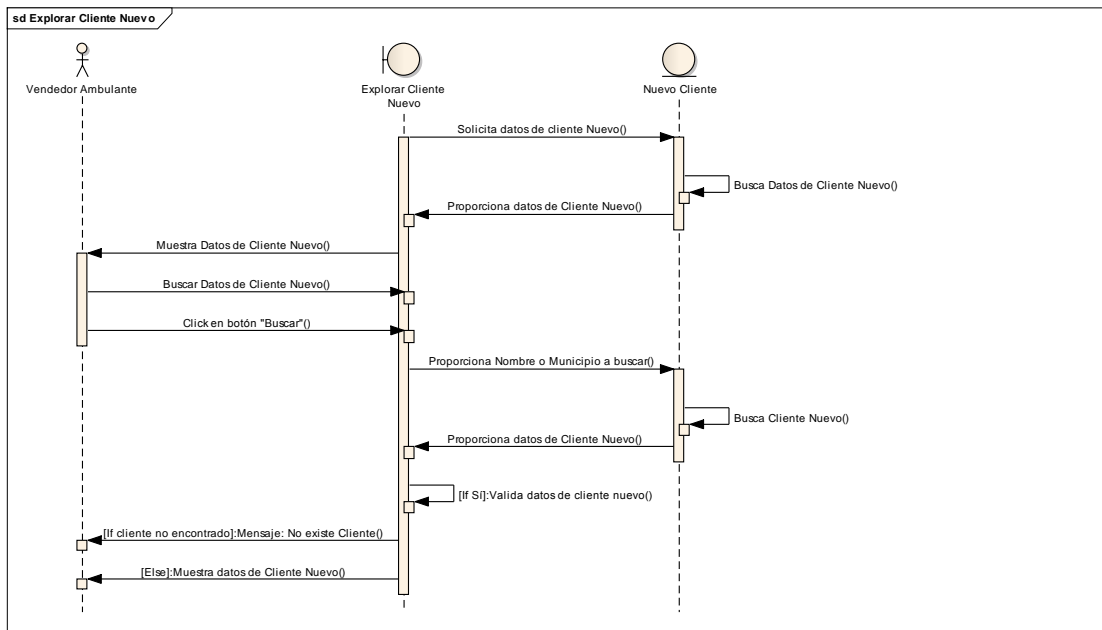 sd Explorar Cliente Nuevo
Vendedor Ambulante
Explorar Cliente
Nuevo
Nuevo Cliente
Solicita datos de cliente Nuevo()
Busca Datos de Cliente Nuevo()
Proporciona datos de Cliente Nuevo()
Muestra Datos de Cliente Nuevo()
Buscar Datos de Cliente Nuevo()
Click en botón "Buscar"()
Proporciona Nombre o Municipio a buscar()
Busca Cliente Nuevo()
Proporciona datos de Cliente Nuevo()
[If Sí]:Valida datos de cliente nuevo()
[If cliente no encontrado]:Mensaje: No existe Cliente()
[Else]:Muestra datos de Cliente Nuevo()